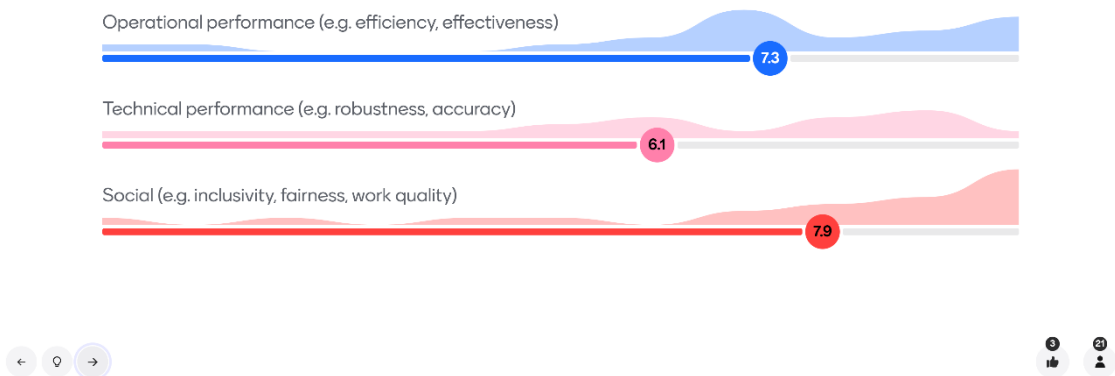 Operational performance (e.g. efficiency, effectiveness)
7.3
Technical performance (e.g. robustness, accuracy)
6.1
Social (e.g. inclusivity, fairness, work quality)
7.9
3
21